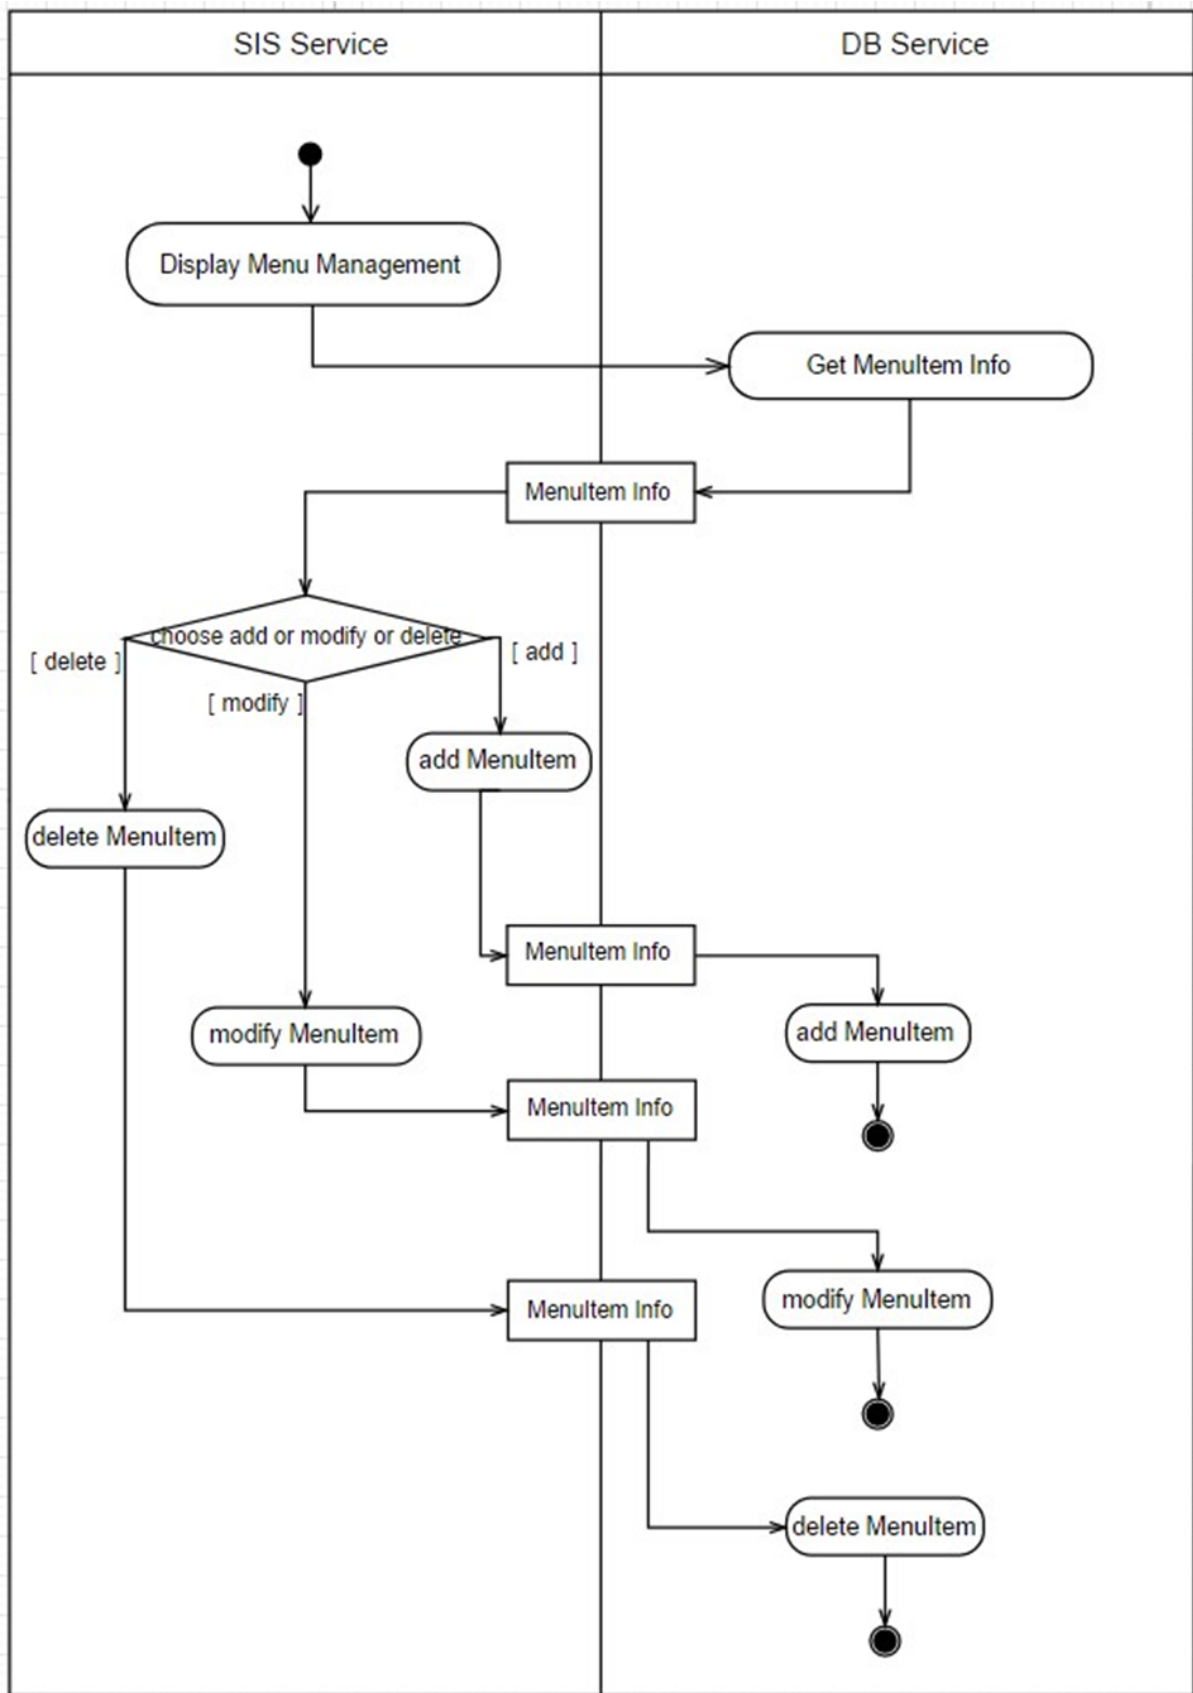 SIS Service
DB Service
Display Menu Management
Get MenuItem Info
MenuItem Info
choose add or modify or delete
[ delete ]
[ add ]
[ modify ]
add MenuItem
delete MenuItem
MenuItem Info
modify MenuItem
add MenuItem
MenuItem Info
modify MenuItem
MenuItem Info
delete MenuItem